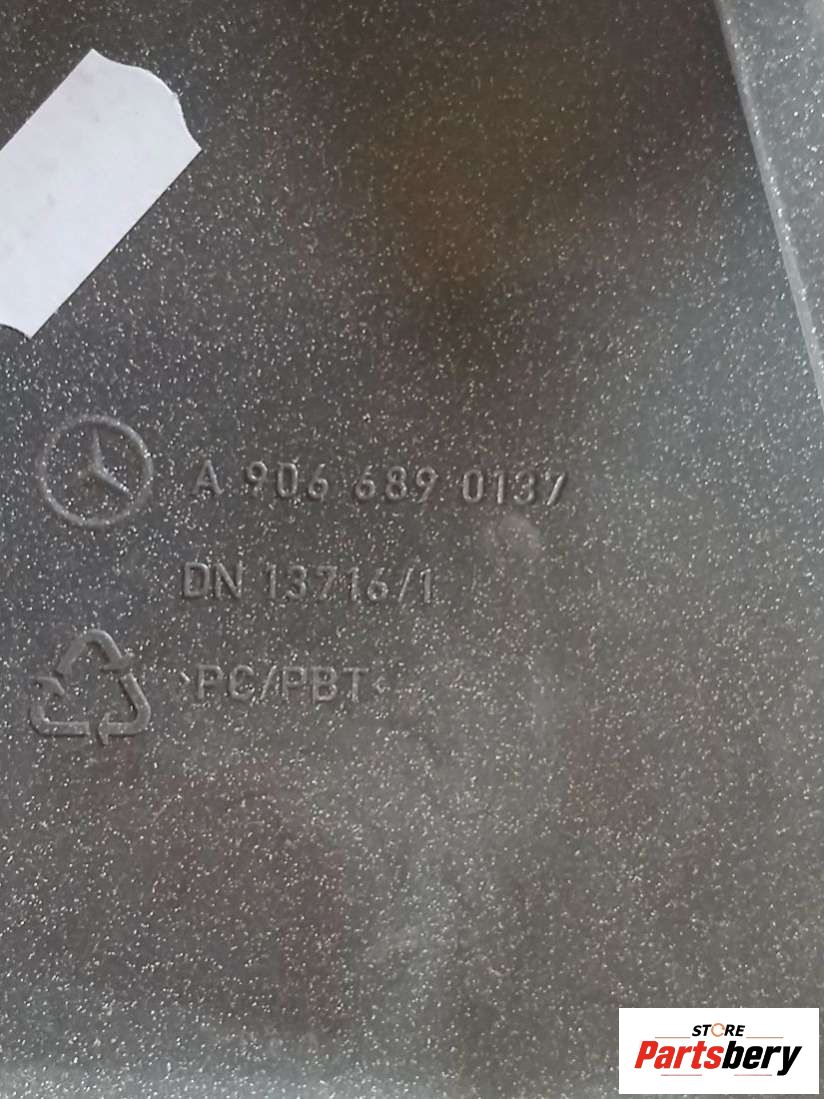 A 906 689 0137
DN 13716/1
>PC/PBT<
STORE
Partsbery